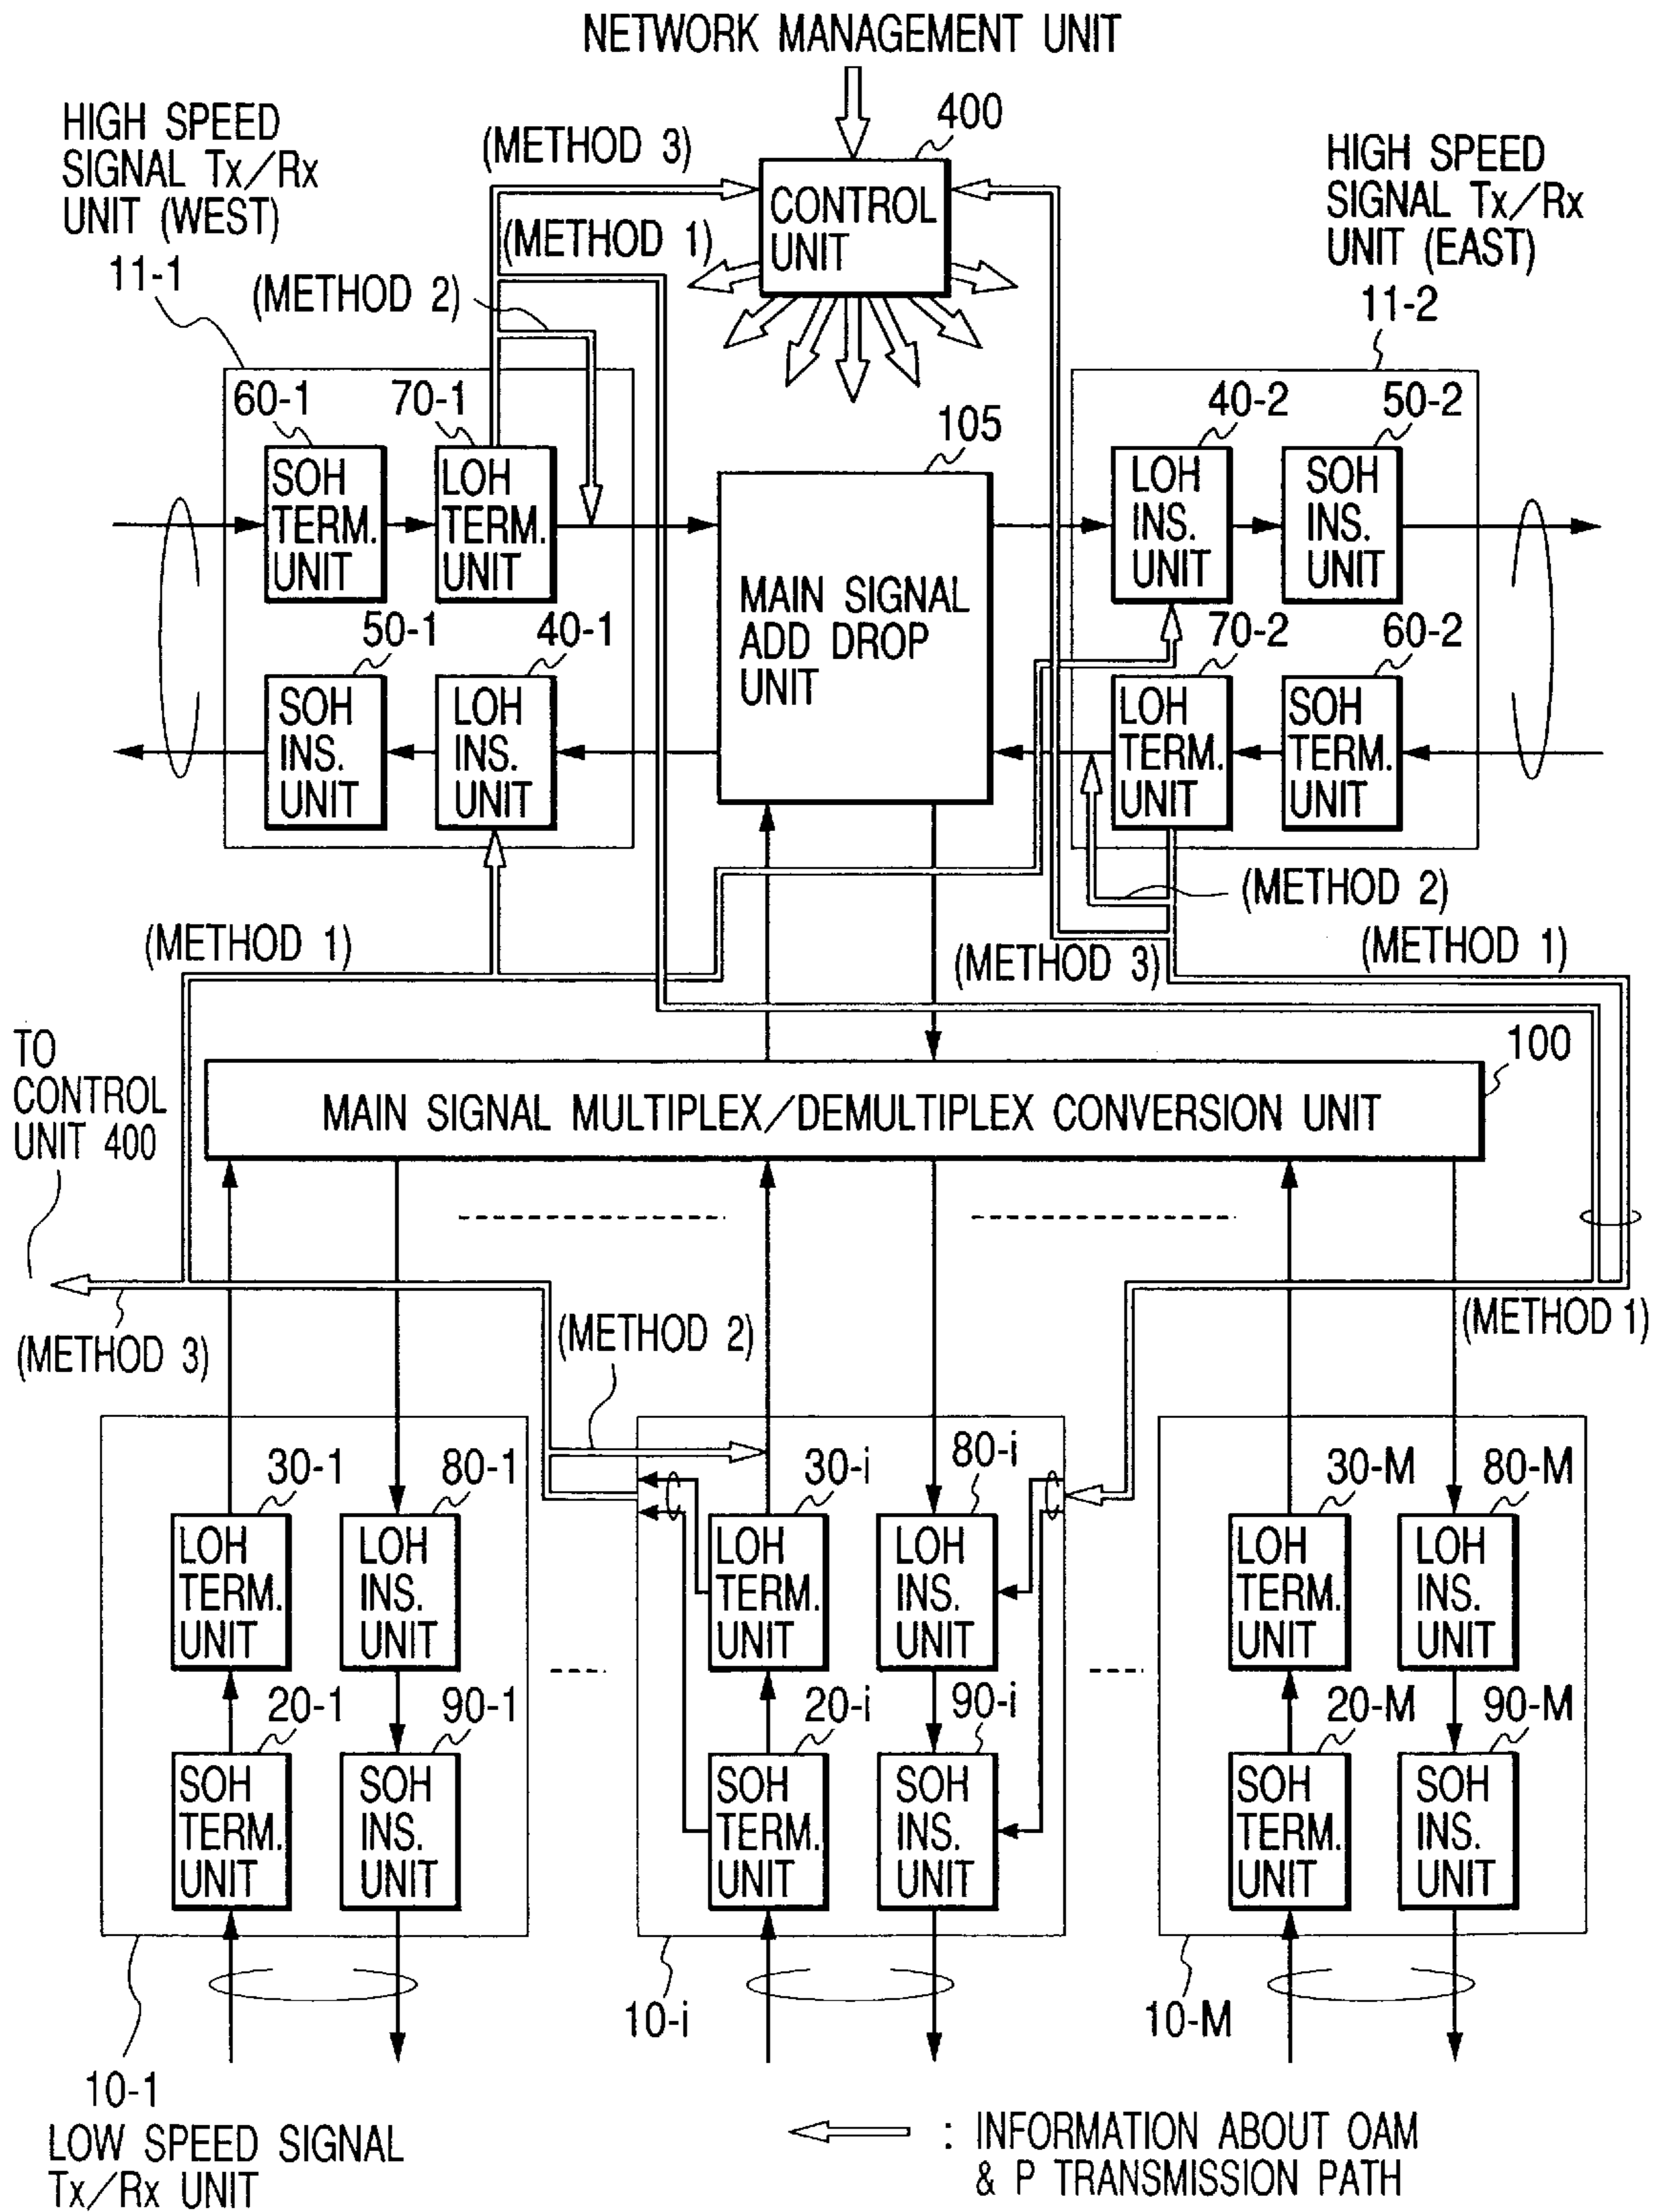 NETWORK MANAGEMENT UNIT
400
HIGH SPEED
SIGNAL Tx/Rx
UNIT (WEST)
11-1
(METHOD 3)
(METHOD 1)
(METHOD 2)
CONTROL
UNIT
HIGH SPEED
SIGNAL Tx/Rx
UNIT (EAST)
11-2
60-1
70-1
105
40-2
50-2
SOH
TERM.
UNIT
LOH
TERM.
UNIT
MAIN SIGNAL
ADD DROP
UNIT
LOH
INS.
UNIT
SOH
INS.
UNIT
50-1
40-1
70-2
60-2
SOH
INS.
UNIT
LOH
INS.
UNIT
LOH
TERM.
UNIT
SOH
TERM.
UNIT
(METHOD 2)
(METHOD 1)
(METHOD 3)
(METHOD 1)
TO
CONTROL
UNIT 400
100
MAIN SIGNAL MULTIPLEX/DEMULTIPLEX CONVERSION UNIT
(METHOD 3)
(METHOD 2)
(METHOD 1)
30-1
80-1
30-i
80-i
30-M
80-M
LOH
TERM.
UNIT
LOH
INS.
UNIT
LOH
TERM.
UNIT
LOH
INS.
UNIT
LOH
TERM.
UNIT
LOH
INS.
UNIT
20-1
90-1
20-i
90-i
20-M
90-M
SOH
TERM.
UNIT
SOH
INS.
UNIT
SOH
TERM.
UNIT
SOH
INS.
UNIT
SOH
TERM.
UNIT
SOH
INS.
UNIT
10-1
LOW SPEED SIGNAL
Tx/Rx UNIT
10-i
10-M
: INFORMATION ABOUT OAM
& P TRANSMISSION PATH